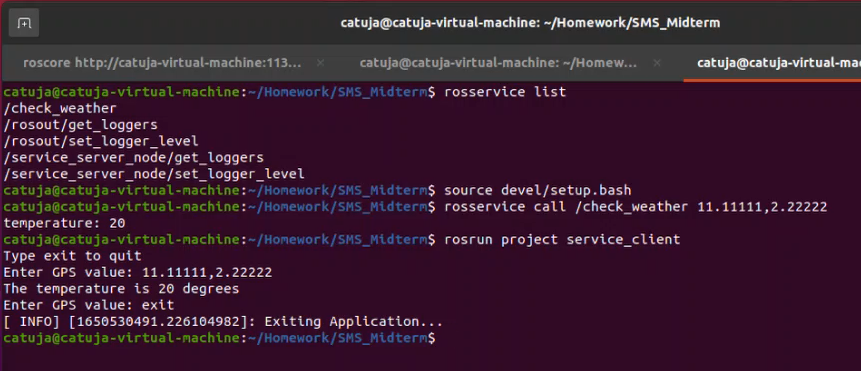 catuja@catuja-virtual-machine: ~/Homework/SMS_Midterm
roscore http://catuja-virtual-machine:113... × catuja@catuja-virtual-machine: ~/Homew... × catuja@catuja-virtual-mac
catuja@catuja-virtual-machine:~/Homework/SMS_Midterm$ rosservice list
/check_weather
/rosout/get_loggers
/rosout/set_logger_level
/service_server_node/get_loggers
/service_server_node/set_logger_level
catuja@catuja-virtual-machine:~/Homework/SMS_Midterm$ source devel/setup.bash
catuja@catuja-virtual-machine:~/Homework/SMS_Midterm$ rosservice call /check_weather 11.11111,2.22222
temperature: 20
catuja@catuja-virtual-machine:~/Homework/SMS_Midterm$ rosrun project service_client
Type exit to quit
Enter GPS value: 11.11111,2.22222
The temperature is 20 degrees
Enter GPS value: exit
[ INFO] [1650530491.226104982]: Exiting Application...
catuja@catuja-virtual-machine:~/Homework/SMS_Midterm$